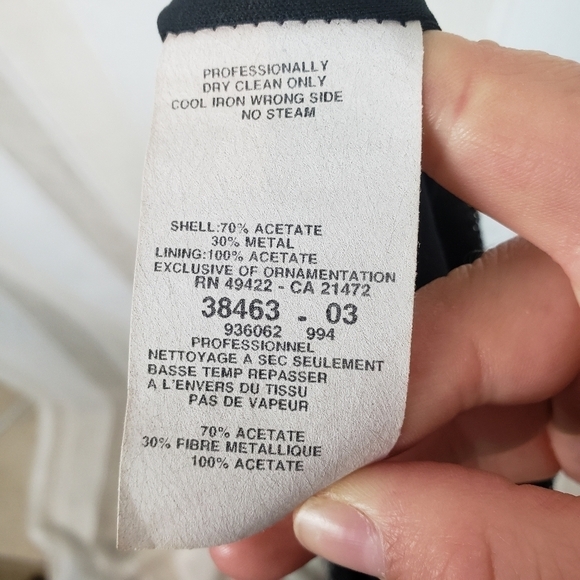 PROFESSIONALLY
DRY CLEAN ONLY
COOL IRON WRONG SIDE
NO STEAM
SHELL:70% ACETATE
30% METAL
LINING:100% ACETATE
EXCLUSIVE OF ORNAMENTATION
RN 49422 - CA 21472
38463 - 03
936062 994
PROFESSIONNEL
NETTOYAGE A SEC SEULEMENT
BASSE TEMP REPASSER
A L'ENVERS DU TISSU
PAS DE VAPEUR
70% ACETATE
30% FIBRE METALLIQUE
100% ACETATE